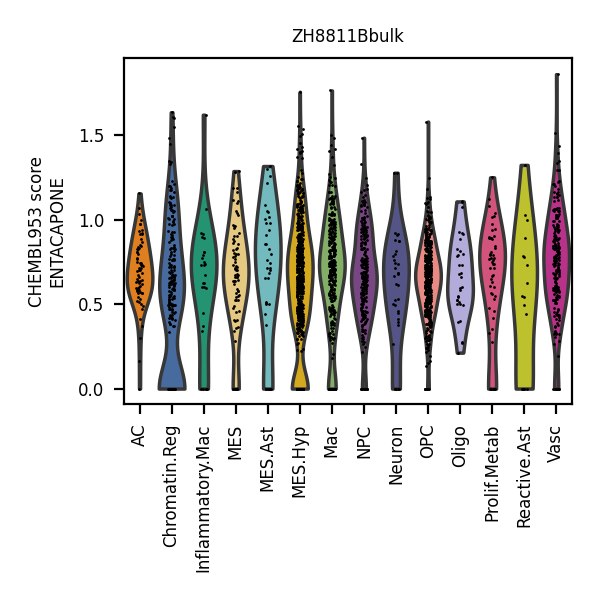 ZH8811Bbulk
CHEMBL953 score
ENTACAPONE
1.5
1.0
0.5
0.0
AC
Chromatin.Reg
Inflammatory.Mac
MES
MES.Ast
MES.Hyp
Mac
NPC
Neuron
OPC
Oligo
Prolif.Metab
Reactive.Ast
Vasc